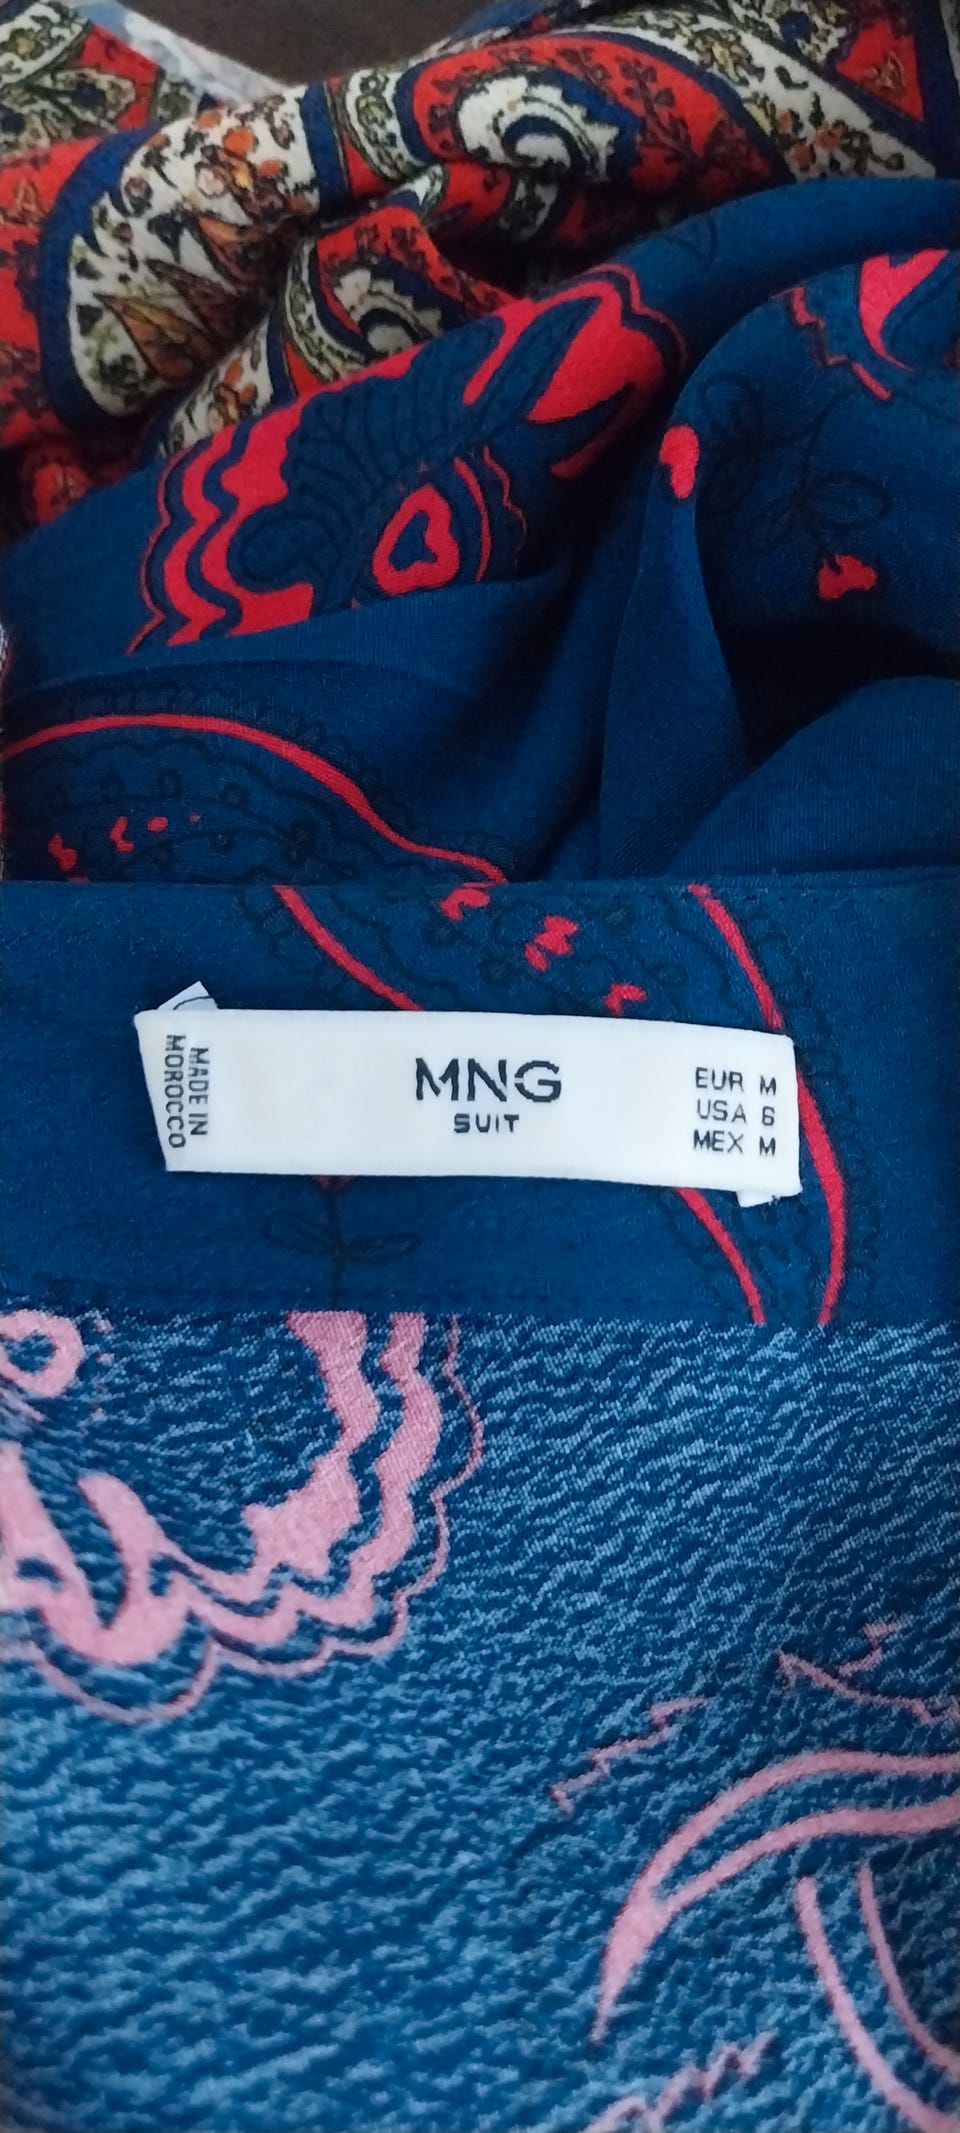 MADE IN
MOROCCO
MNG
SUIT
EUR M
USA 6
MEX M